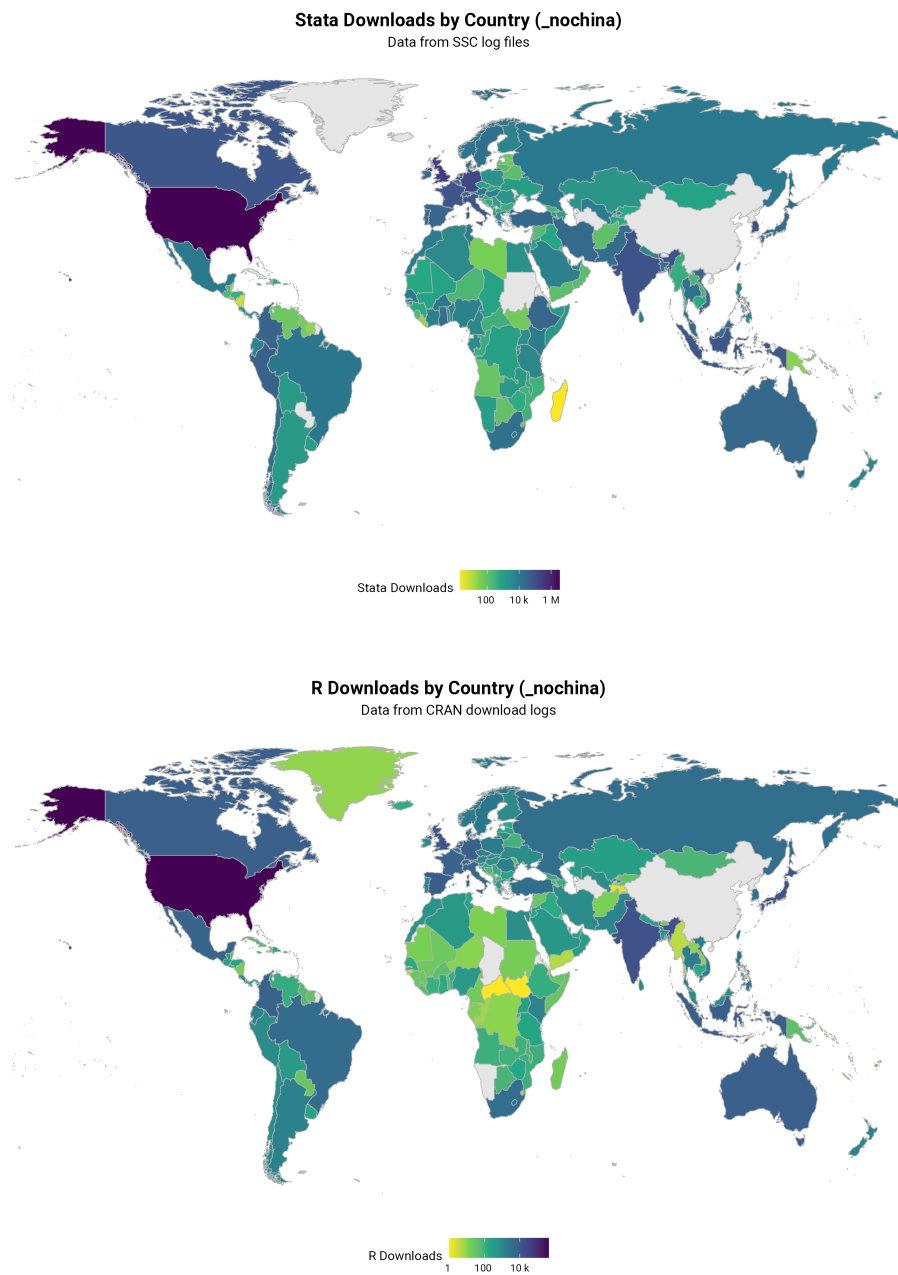 Stata Downloads by Country (_nochina)
Data from SSC log files
Stata Downloads
100 10 k 1 M
R Downloads by Country (_nochina)
Data from CRAN download logs
R Downloads
1 100 10 k